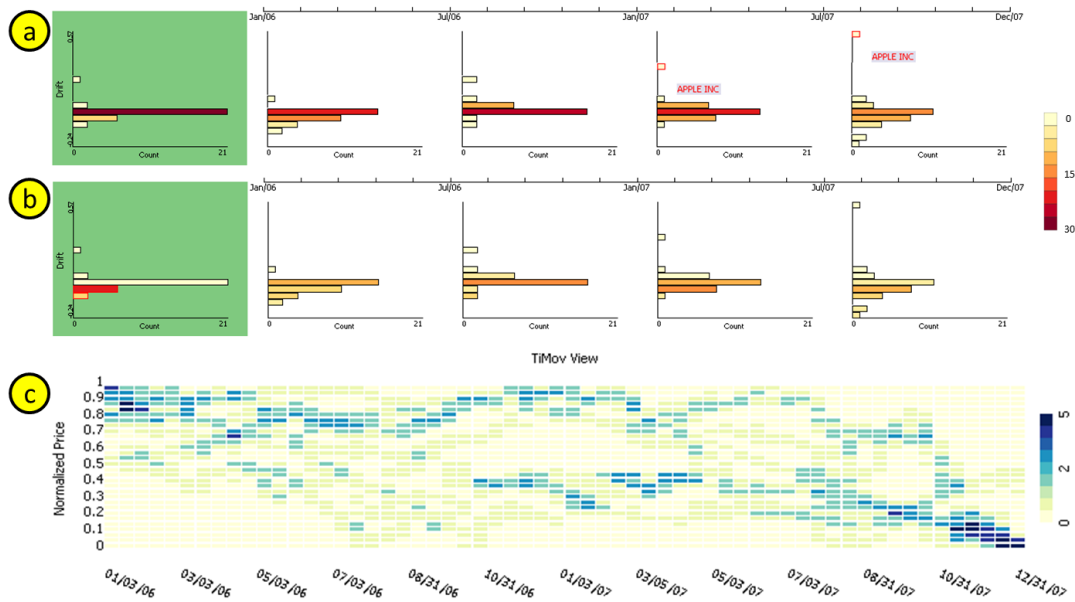 a
Jan/06 Jul/06 Jan/07 Jul/07 Dec/07
Drift
APPLE INC
APPLE INC
0 Count 21
0 Count 21
0 Count 21
0 Count 21
0 Count 21
0
15
30
b
Jan/06 Jul/06 Jan/07 Jul/07 Dec/07
Drift
0 Count 21
0 Count 21
0 Count 21
0 Count 21
0 Count 21
TiMov View
c
Normalized Price
1
0.9
0.8
0.7
0.6
0.5
0.4
0.3
0.2
0.1
0
5
2
0
01/03/06 03/03/06 05/03/06 07/03/06 08/31/06 10/31/06 01/03/07 03/05/07 05/03/07 07/03/07 08/31/07 10/31/07 12/31/07